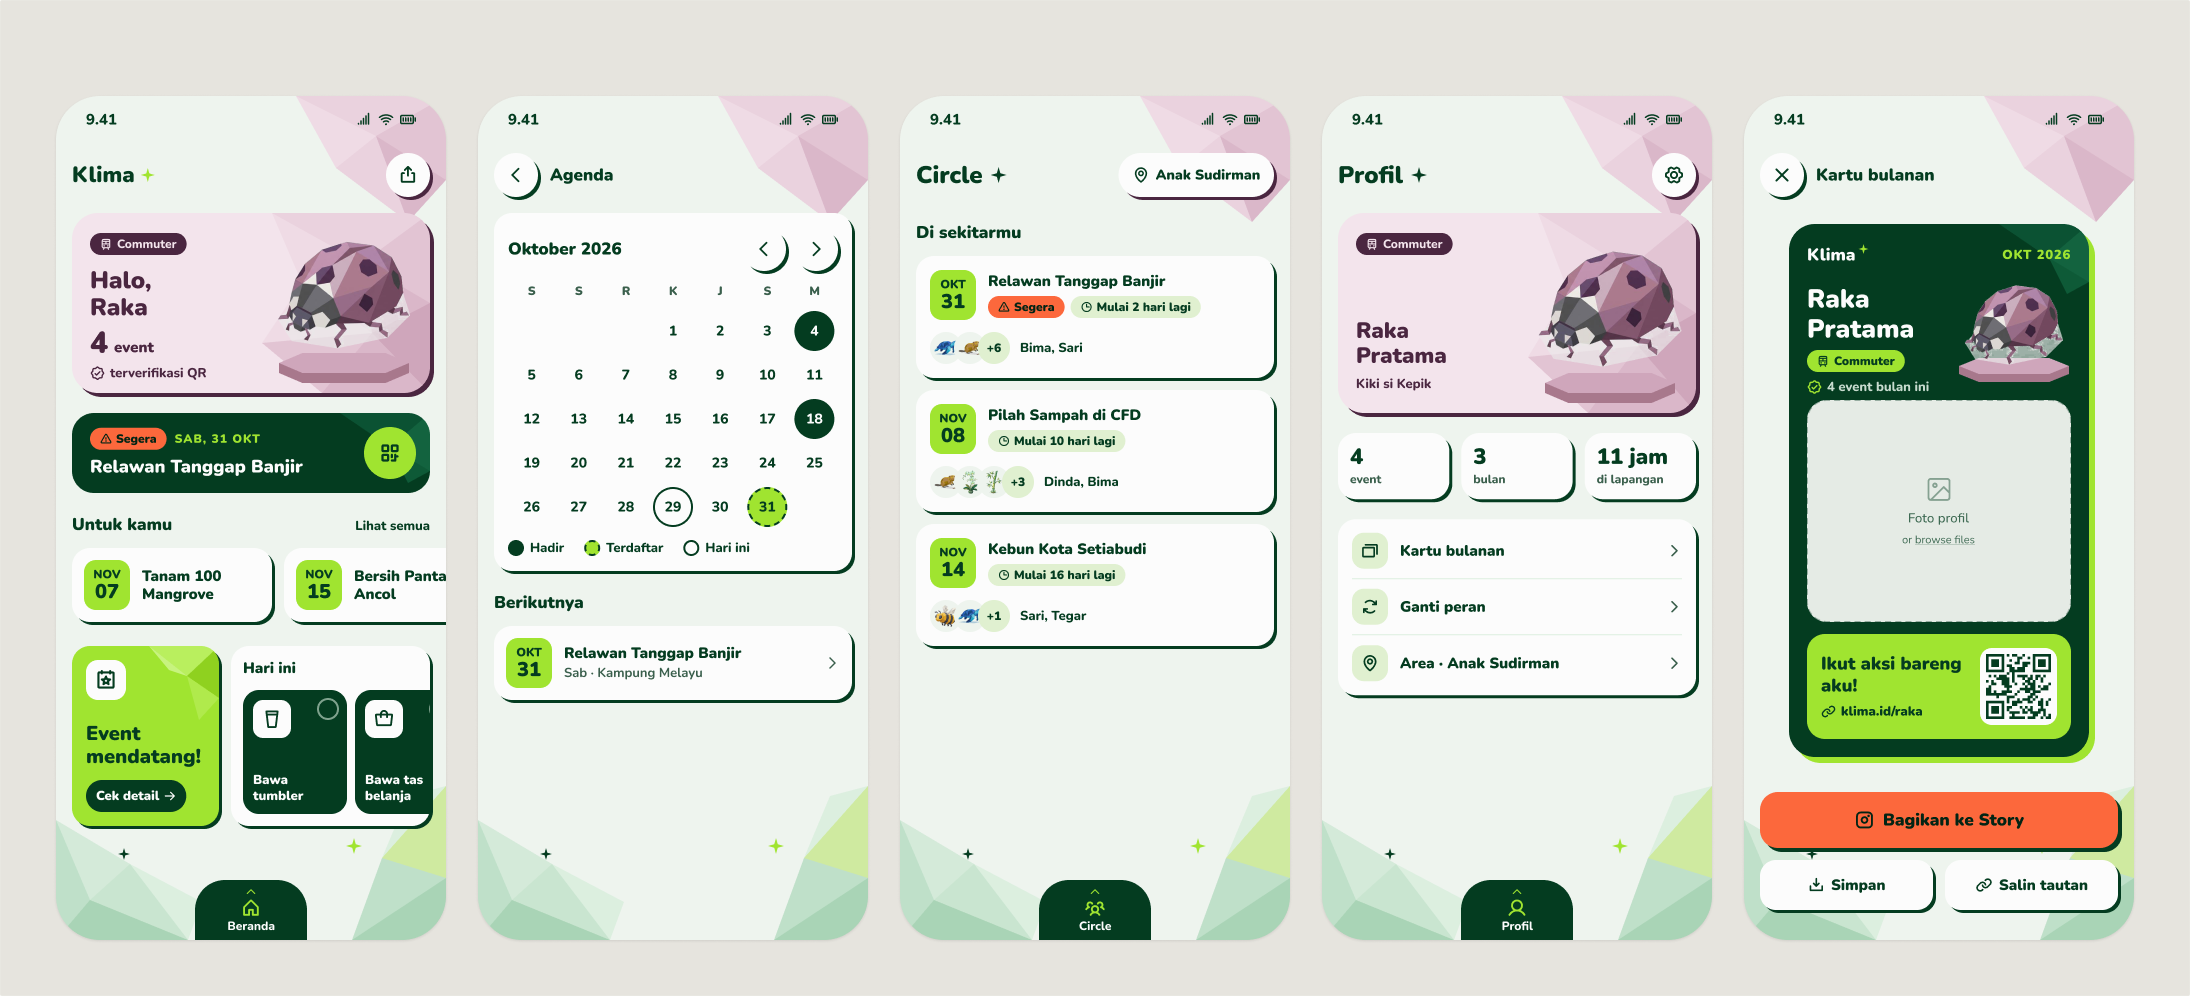 9.41
Klima
Commuter
Halo,
Raka
4 event
terverifikasi QR
Segera SAB, 31 OKT
Relawan Tanggap Banjir
Untuk kamu Lihat semua
NOV
07
Tanam 100
Mangrove
NOV
15
Bersih Panta
Ancol
Event
mendatang!
Cek detail →
Hari ini
Bawa
tumbler
Bawa tas
belanja
Beranda
9.41
Agenda
Oktober 2026
S S R K J S M
1 2 3 4
5 6 7 8 9 10 11
12 13 14 15 16 17 18
19 20 21 22 23 24 25
26 27 28 29 30 31
Hadir Terdaftar Hari ini
Berikutnya
OKT
31
Relawan Tanggap Banjir
Sab · Kampung Melayu
9.41
Circle
Anak Sudirman
Di sekitarmu
OKT
31
Relawan Tanggap Banjir
Segera Mulai 2 hari lagi
+6 Bima, Sari
NOV
08
Pilah Sampah di CFD
Mulai 10 hari lagi
+3 Dinda, Bima
NOV
14
Kebun Kota Setiabudi
Mulai 16 hari lagi
+1 Sari, Tegar
Circle
9.41
Profil
Commuter
Raka
Pratama
Kiki si Kepik
4
event
3
bulan
11 jam
di lapangan
Kartu bulanan
Ganti peran
Area · Anak Sudirman
Profil
9.41
Kartu bulanan
Klima OKT 2026
Raka
Pratama
Commuter
4 event bulan ini
Foto profil
or browse files
Ikut aksi bareng
aku!
klima.id/raka
Bagikan ke Story
Simpan
Salin tautan